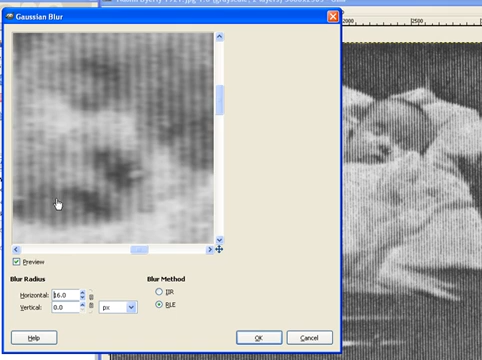 Gaussian Blur
2000
2500
Preview
Blur Radius
Blur Method
Horizontal: 16.0
IIR
Vertical: 0.0 px
RLE
Help
OK
Cancel